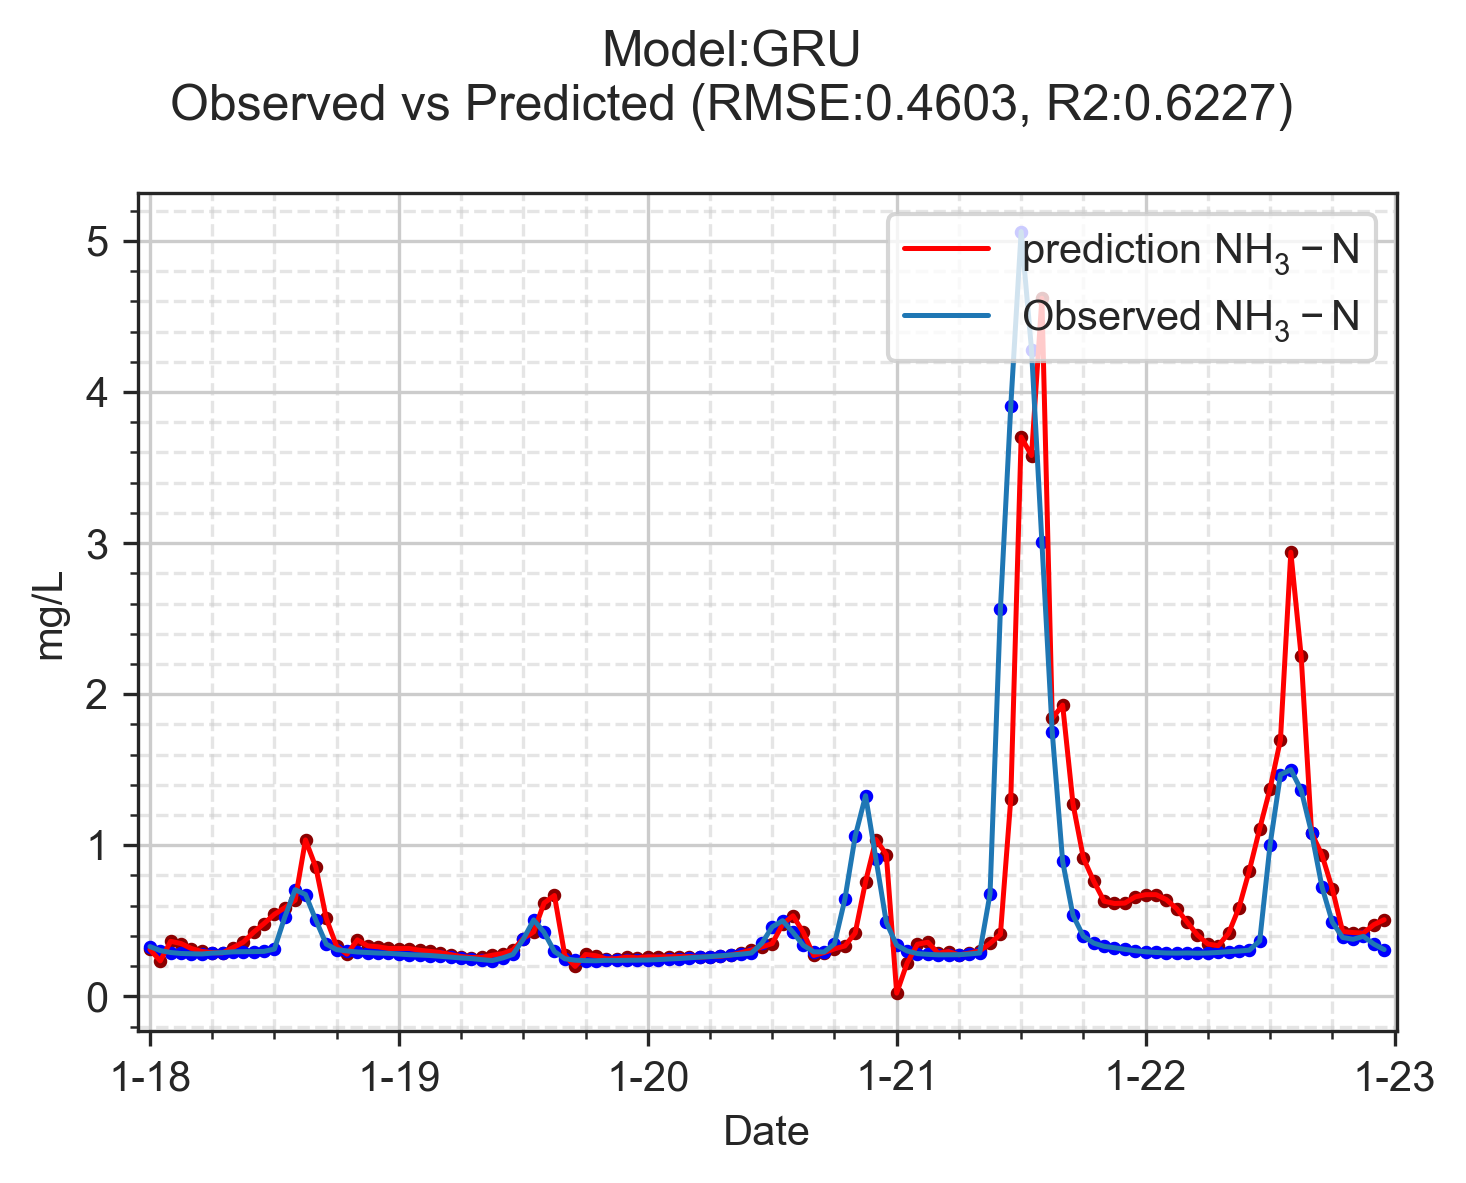 Model:GRU
Observed vs Predicted (RMSE:0.4603, R2:0.6227)
prediction NH₃ − N
Observed NH₃ − N
5
4
3
2
1
0
mg/L
1-18 1-19 1-20 1-21 1-22 1-23
Date